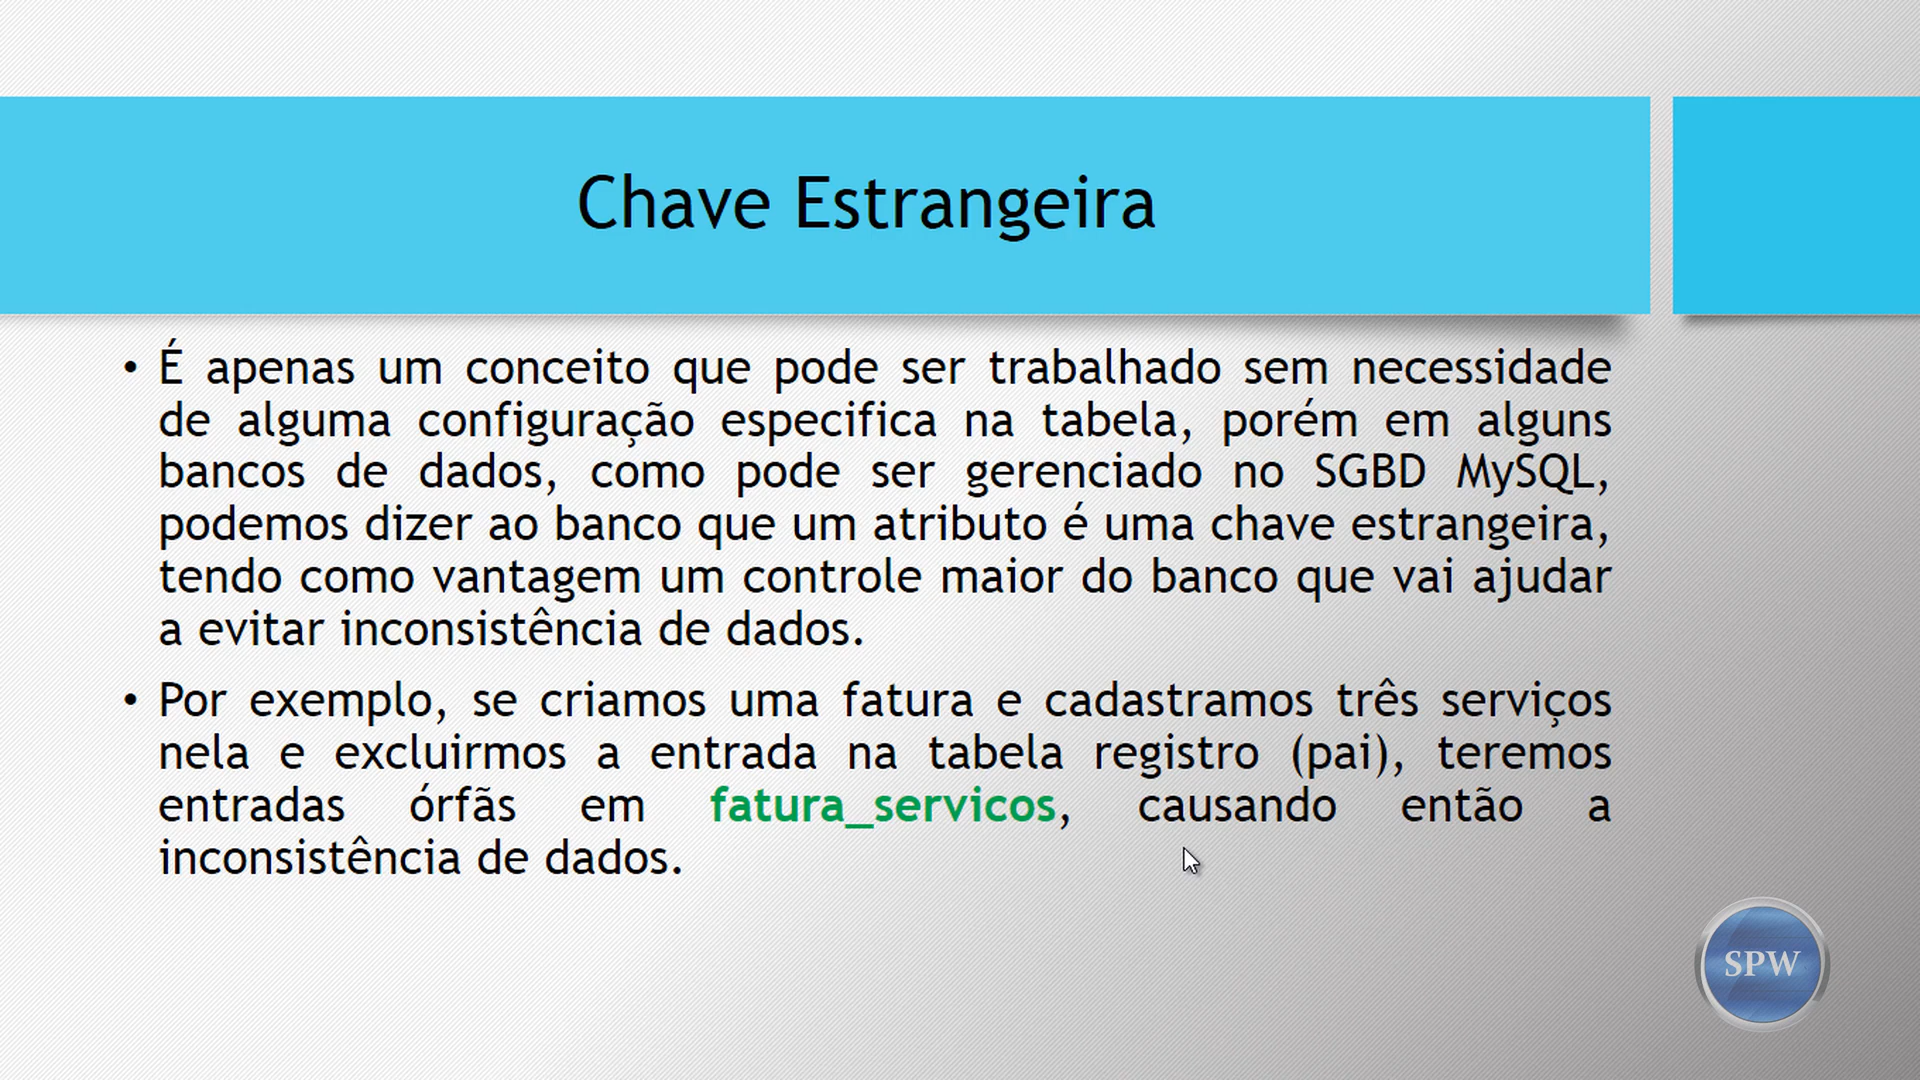 Chave Estrangeira
• É apenas um conceito que pode ser trabalhado sem necessidade
de alguma configuração especifica na tabela, porém em alguns
bancos de dados, como pode ser gerenciado no SGBD MySQL,
podemos dizer ao banco que um atributo é uma chave estrangeira,
tendo como vantagem um controle maior do banco que vai ajudar
a evitar inconsistência de dados.
• Por exemplo, se criamos uma fatura e cadastramos três serviços
nela e excluirmos a entrada na tabela registro (pai), teremos
entradas órfãs em fatura_servicos, causando então a
inconsistência de dados.
SPW